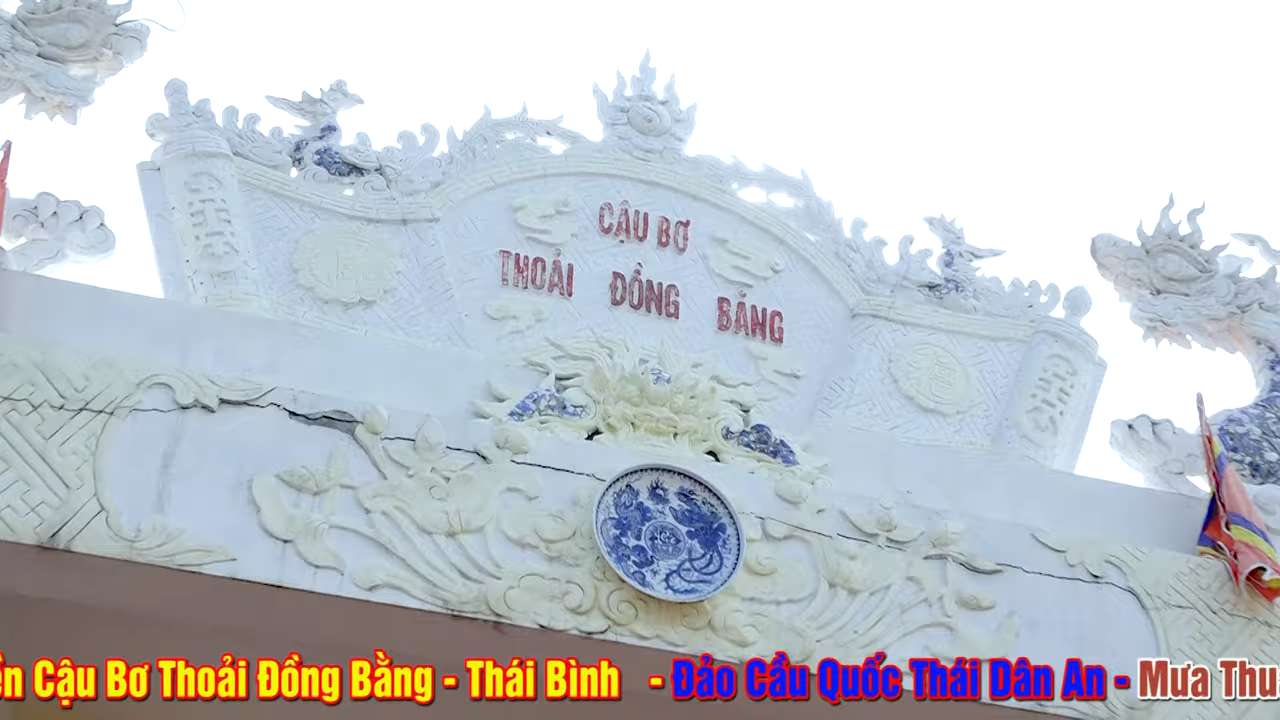 CẬU BƠ
THOẢI ĐỒNG BẰNG
Cậu Bơ Thoải Đồng Bằng - Thái Bình - Đảo Cầu Quốc Thái Dân An - Mưa